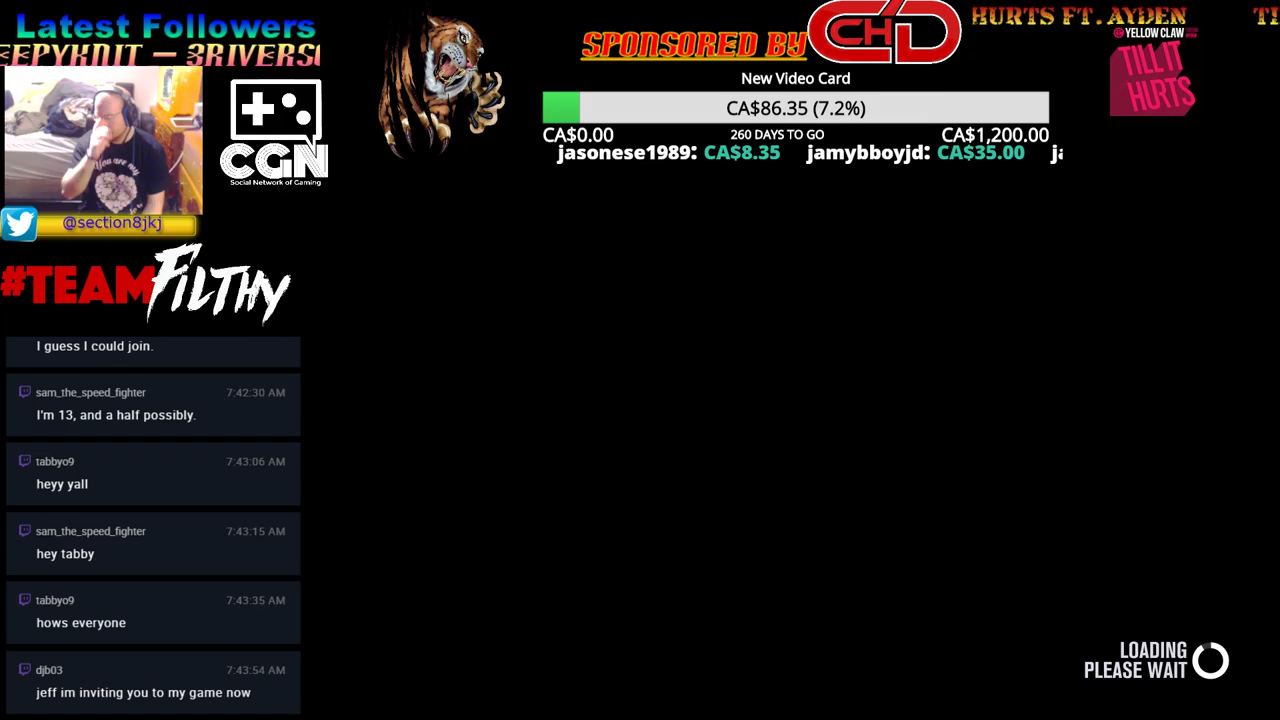 Latest Followers
EEPYKNIT — 3RIVERS
@section8jkj
CGN
Social Network of Gaming
#TEAMFILTHY
SPONSORED BY CHD
New Video Card
CA$86.35 (7.2%)
CA$0.00 260 DAYS TO GO CA$1,200.00
jasonese1989: CA$8.35 jamybboyjd: CA$35.00 ja
HURTS FT. AYDEN TI
YELLOW CLAW
TILL IT
HURTS
I guess I could join.
sam_the_speed_fighter 7:42:30 AM
I'm 13, and a half possibly.
tabbyo9 7:43:06 AM
heyy yall
sam_the_speed_fighter 7:43:15 AM
hey tabby
tabbyo9 7:43:35 AM
hows everyone
djb03 7:43:54 AM
jeff im inviting you to my game now
LOADING
PLEASE WAIT